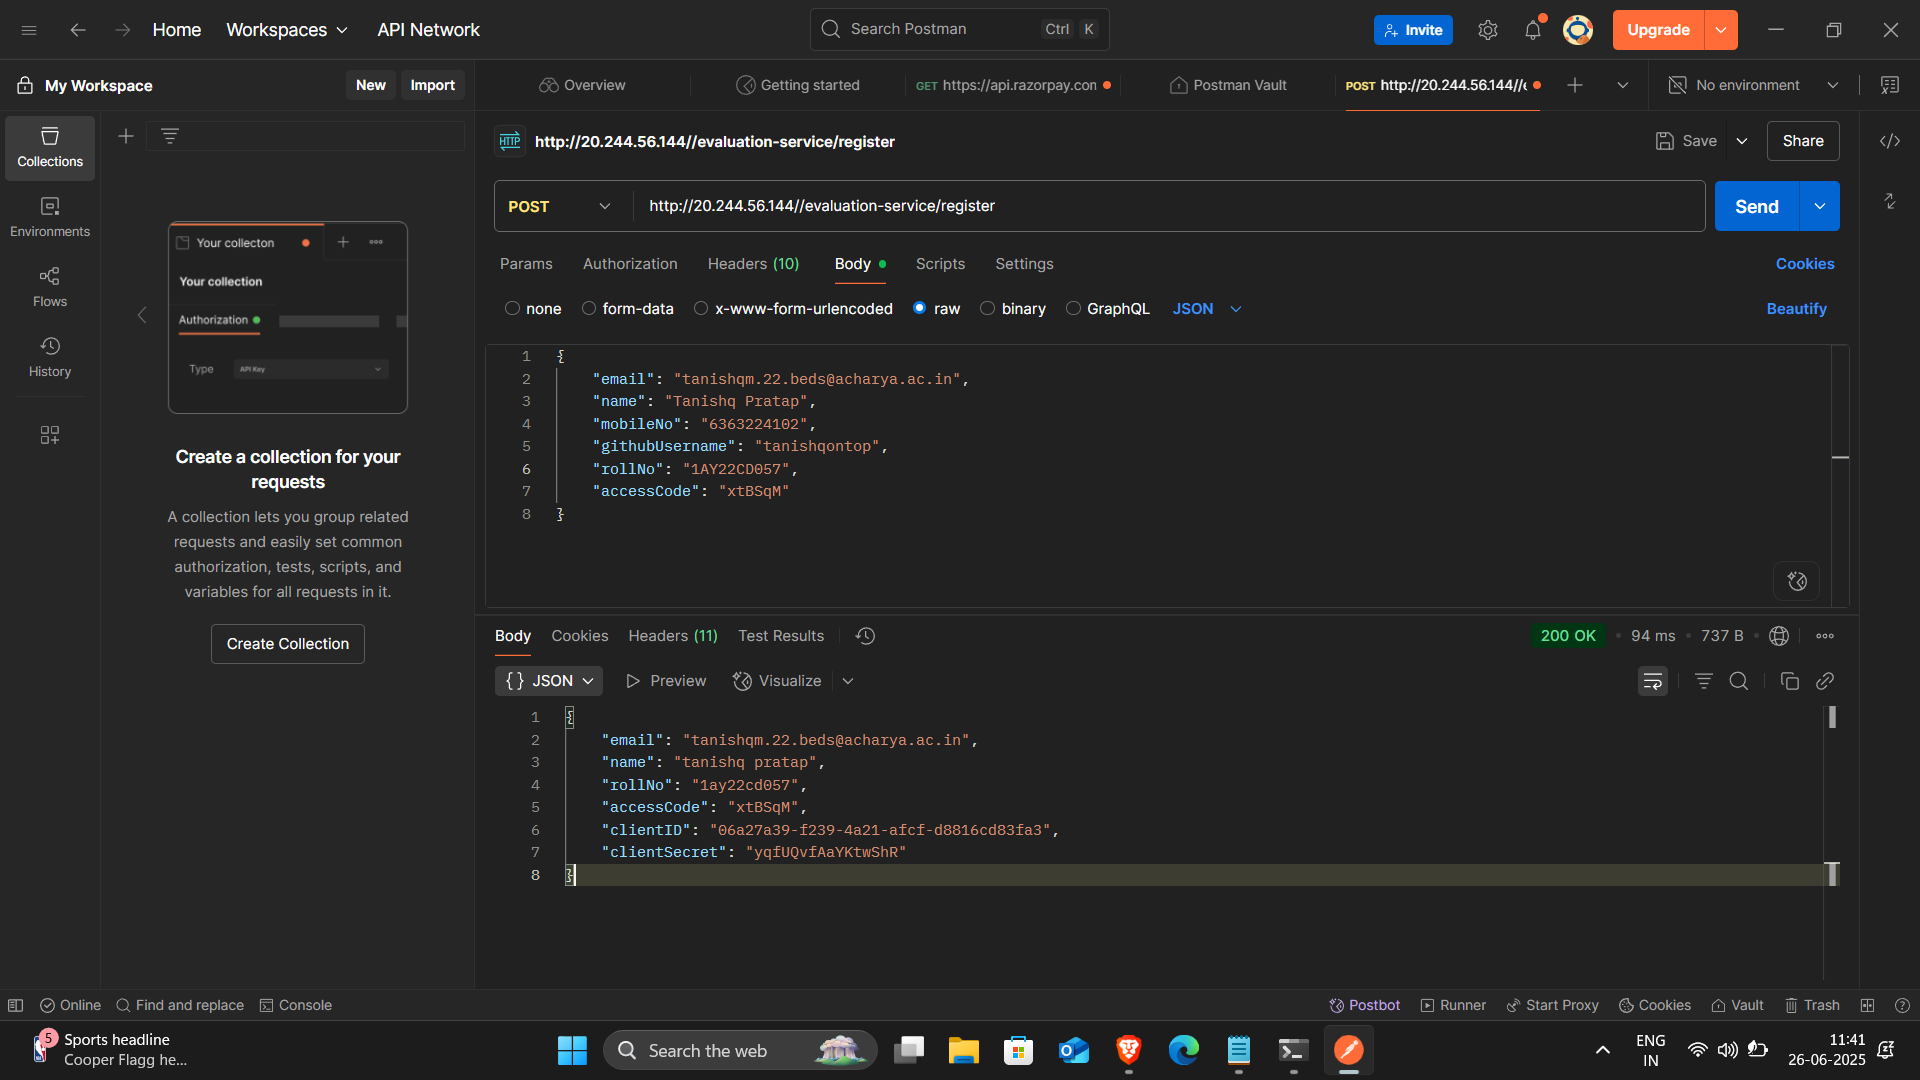 Home
Workspaces
API Network
Search Postman
Ctrl K
Invite
Upgrade
My Workspace
New
Import
Overview
Getting started
GET https://api.razorpay.con
Postman Vault
POST http://20.244.56.144//e
No environment
Collections
Environments
Flows
History
Your collecton
Your collection
Authorization
Type
API Key
Create a collection for your
requests
A collection lets you group related
requests and easily set common
authorization, tests, scripts, and
variables for all requests in it.
Create Collection
HTTP
http://20.244.56.144//evaluation-service/register
Save
Share
POST
http://20.244.56.144//evaluation-service/register
Send
Params
Authorization
Headers (10)
Body
Scripts
Settings
Cookies
none
form-data
x-www-form-urlencoded
raw
binary
GraphQL
JSON
Beautify
1 {
2 "email": "tanishqm.22.beds@acharya.ac.in",
3 "name": "Tanishq Pratap",
4 "mobileNo": "6363224102",
5 "githubUsername": "tanishqontop",
6 "rollNo": "1AY22CD057",
7 "accessCode": "xtBSqM"
8 }
Body
Cookies
Headers (11)
Test Results
200 OK
94 ms
737 B
{} JSON
Preview
Visualize
1 {
2 "email": "tanishqm.22.beds@acharya.ac.in",
3 "name": "tanishq pratap",
4 "rollNo": "1ay22cd057",
5 "accessCode": "xtBSqM",
6 "clientID": "06a27a39-f239-4a21-afcf-d8816cd83fa3",
7 "clientSecret": "yqfUQvfAaYKtwShR"
8 }
Online
Find and replace
Console
Postbot
Runner
Start Proxy
Cookies
Vault
Trash
5
Sports headline
Cooper Flagg he...
Search the web
ENG
IN
11:41
26-06-2025